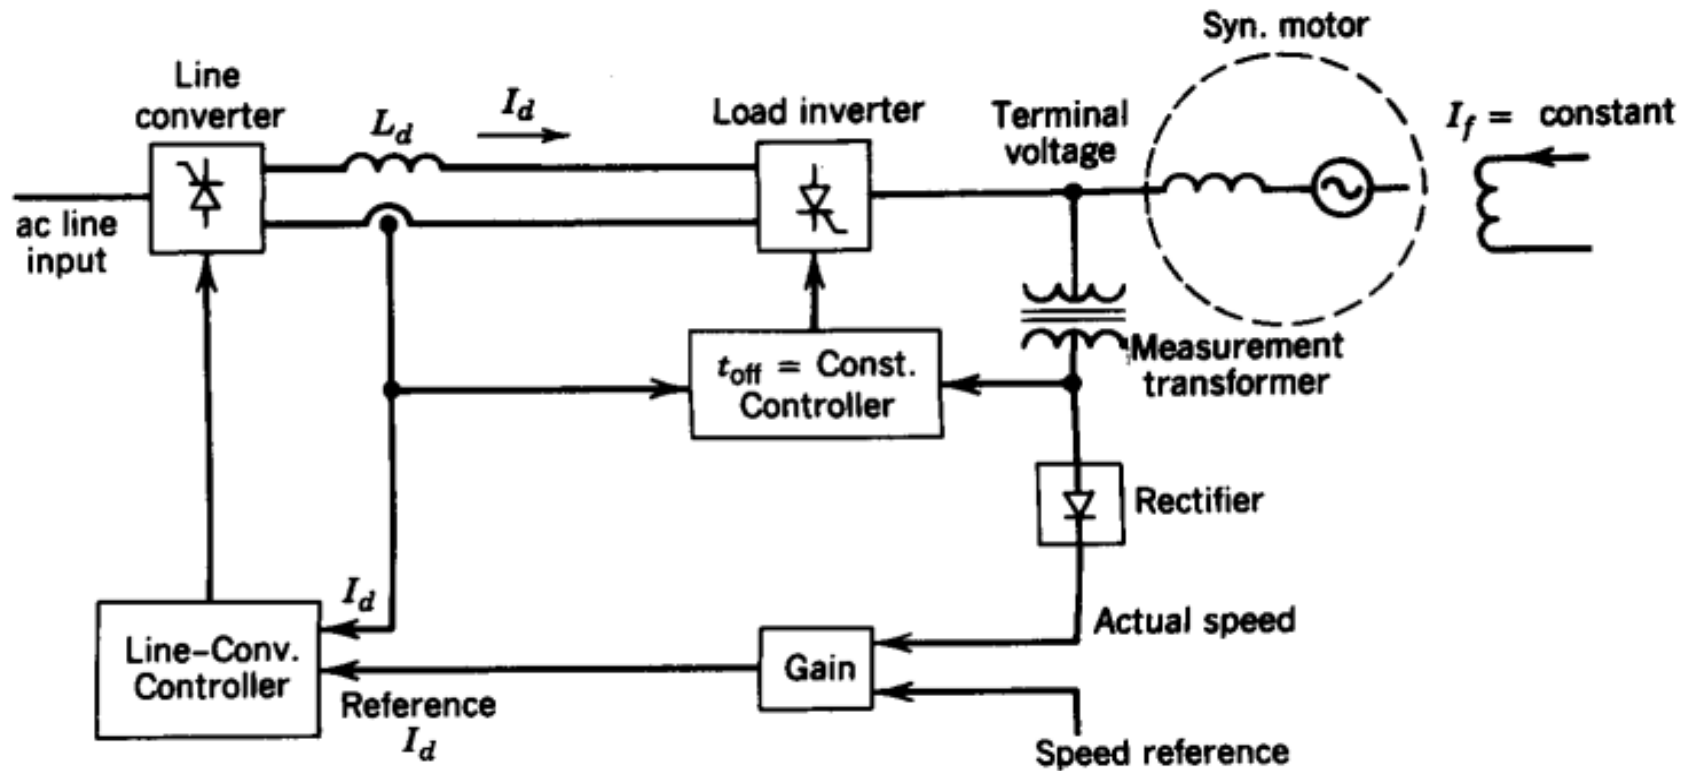 Syn. motor
Line
converter
L_d
I_d
Load inverter
Terminal
voltage
I_f = constant
ac line
input
t_off = Const.
Controller
Measurement
transformer
Rectifier
I_d
Actual speed
Line-Conv.
Controller
Gain
Reference
I_d
Speed reference